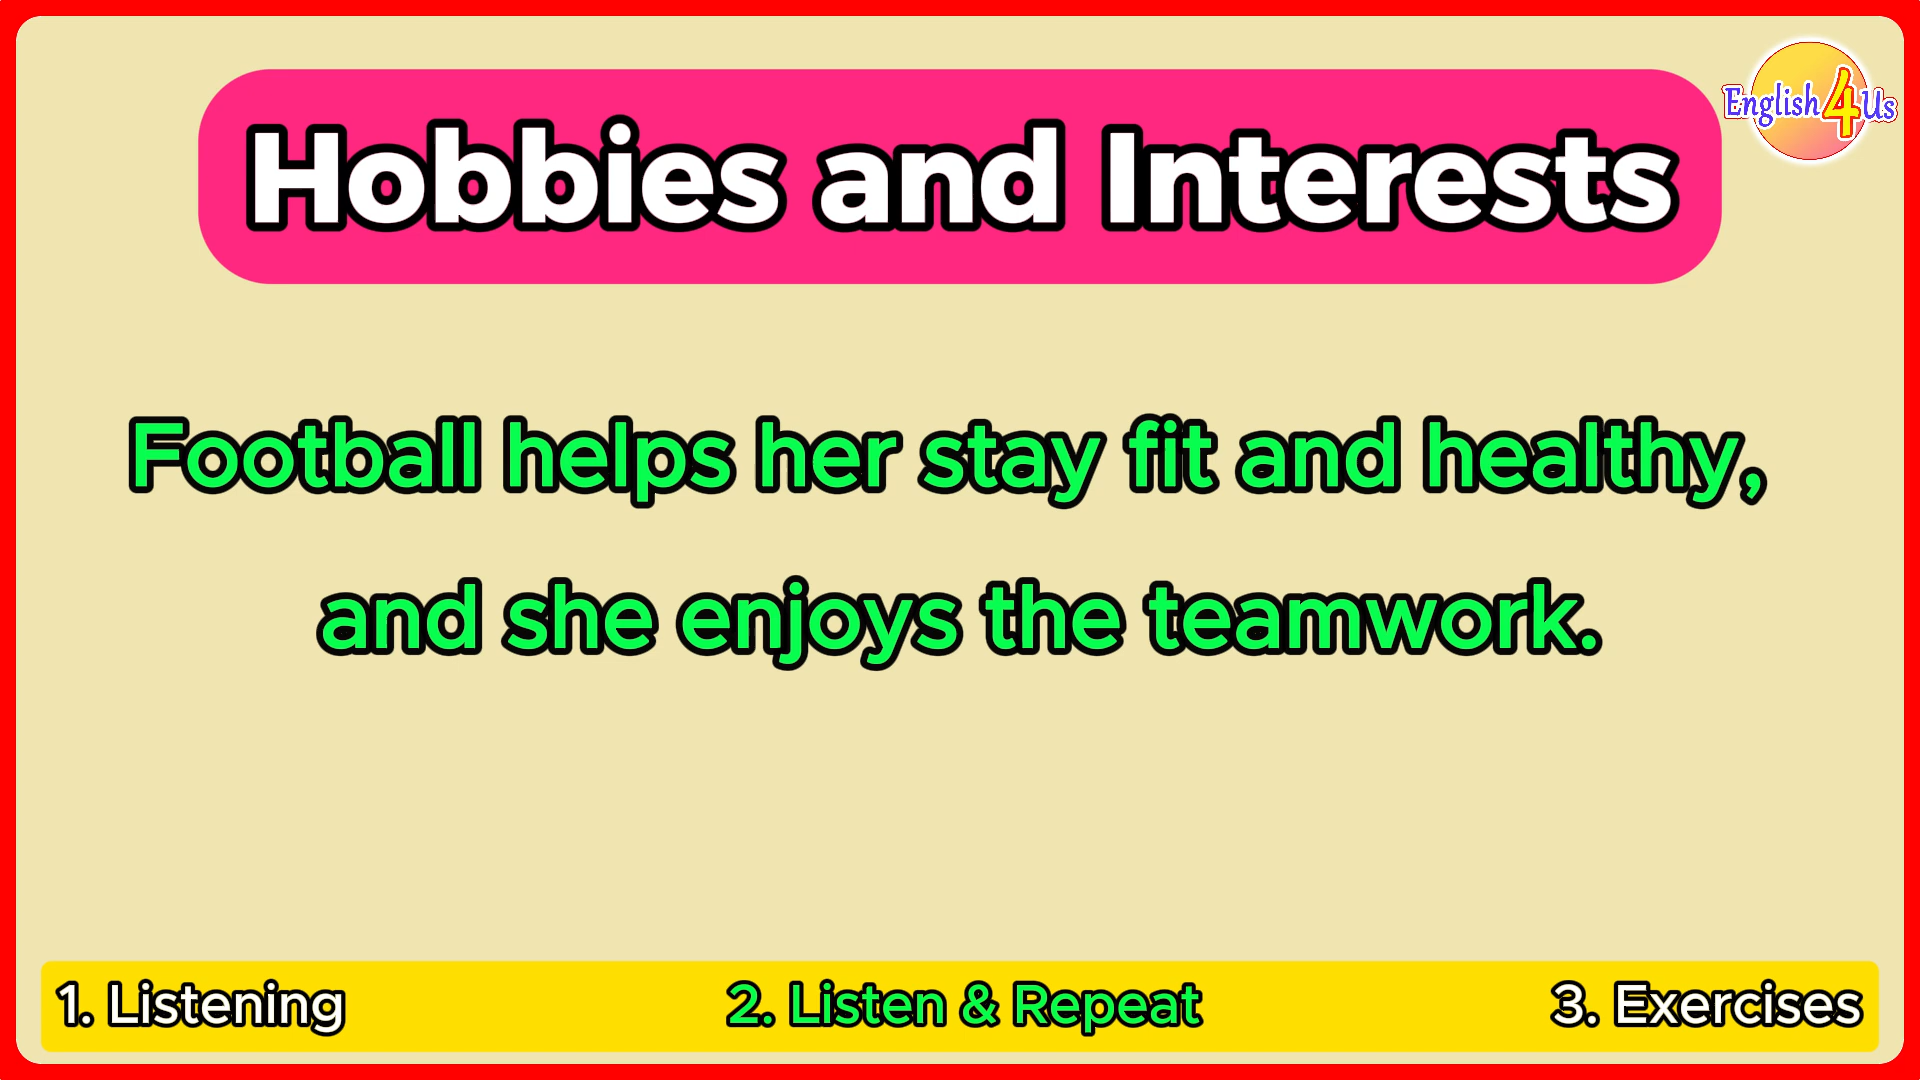 English4Us
Hobbies and Interests
Football helps her stay fit and healthy,
and she enjoys the teamwork.
1. Listening 2. Listen & Repeat 3. Exercises